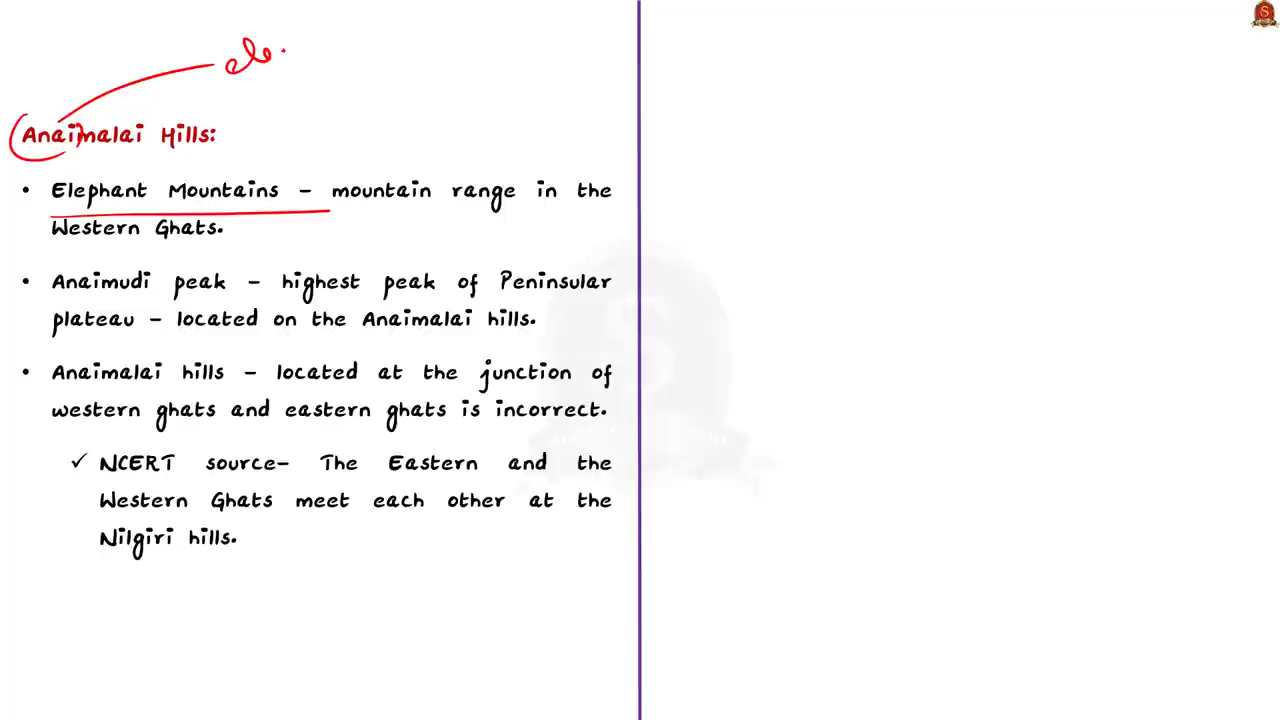 ele.
Anaimalai Hills:
• Elephant Mountains – mountain range in the
Western Ghats.
• Anaimudi peak – highest peak of Peninsular
plateau – located on the Anaimalai hills.
• Anaimalai hills – located at the junction of
western ghats and eastern ghats is incorrect.
✓ NCERT source- The Eastern and the
Western Ghats meet each other at the
Nilgiri hills.